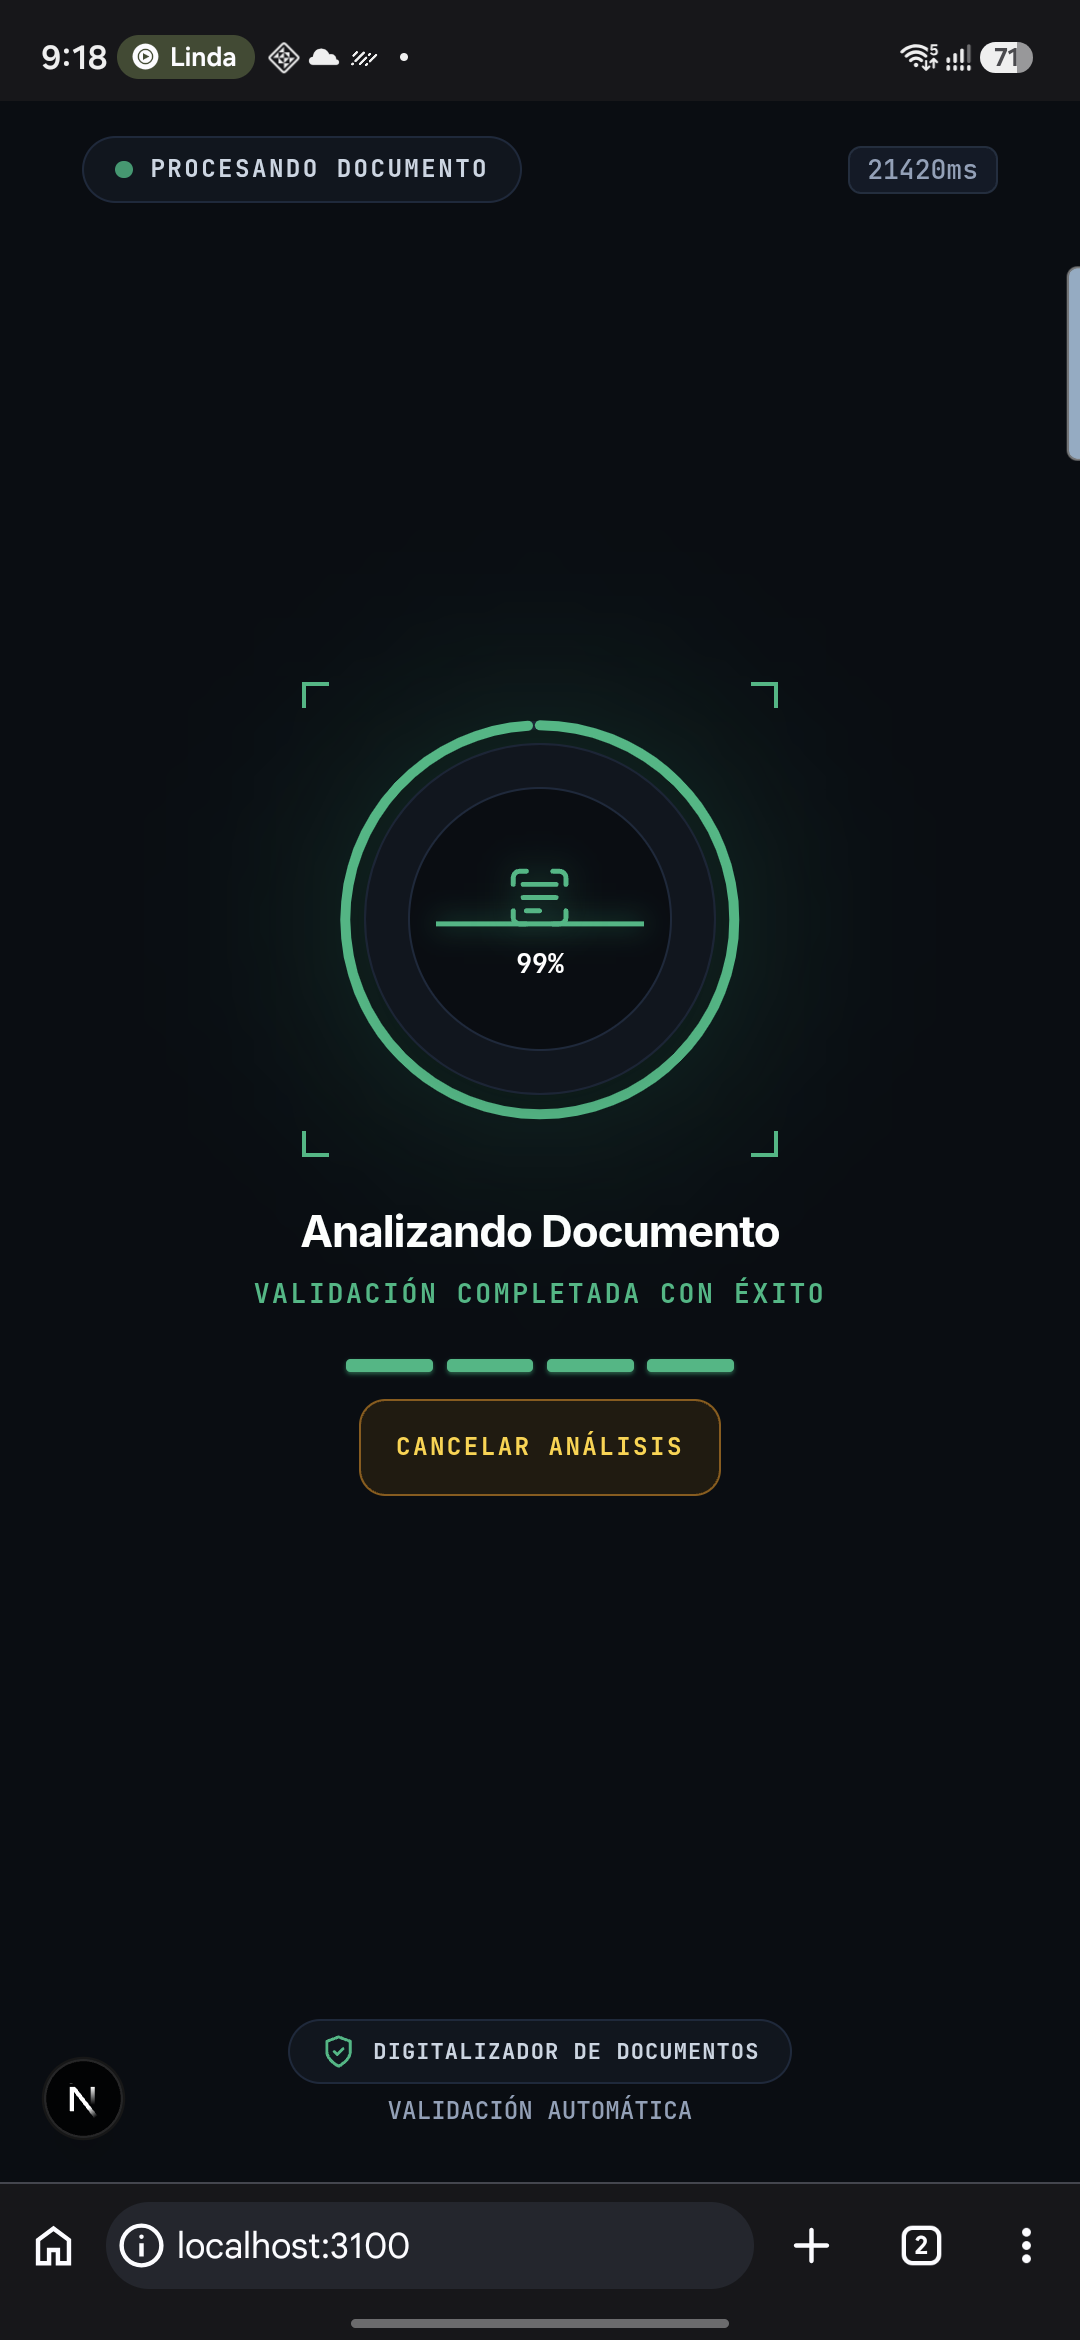 9:18 Linda 5 71
PROCESANDO DOCUMENTO 21420ms
99%
Analizando Documento
VALIDACIÓN COMPLETADA CON ÉXITO
CANCELAR ANÁLISIS
DIGITALIZADOR DE DOCUMENTOS
N
VALIDACIÓN AUTOMÁTICA
localhost:3100 2